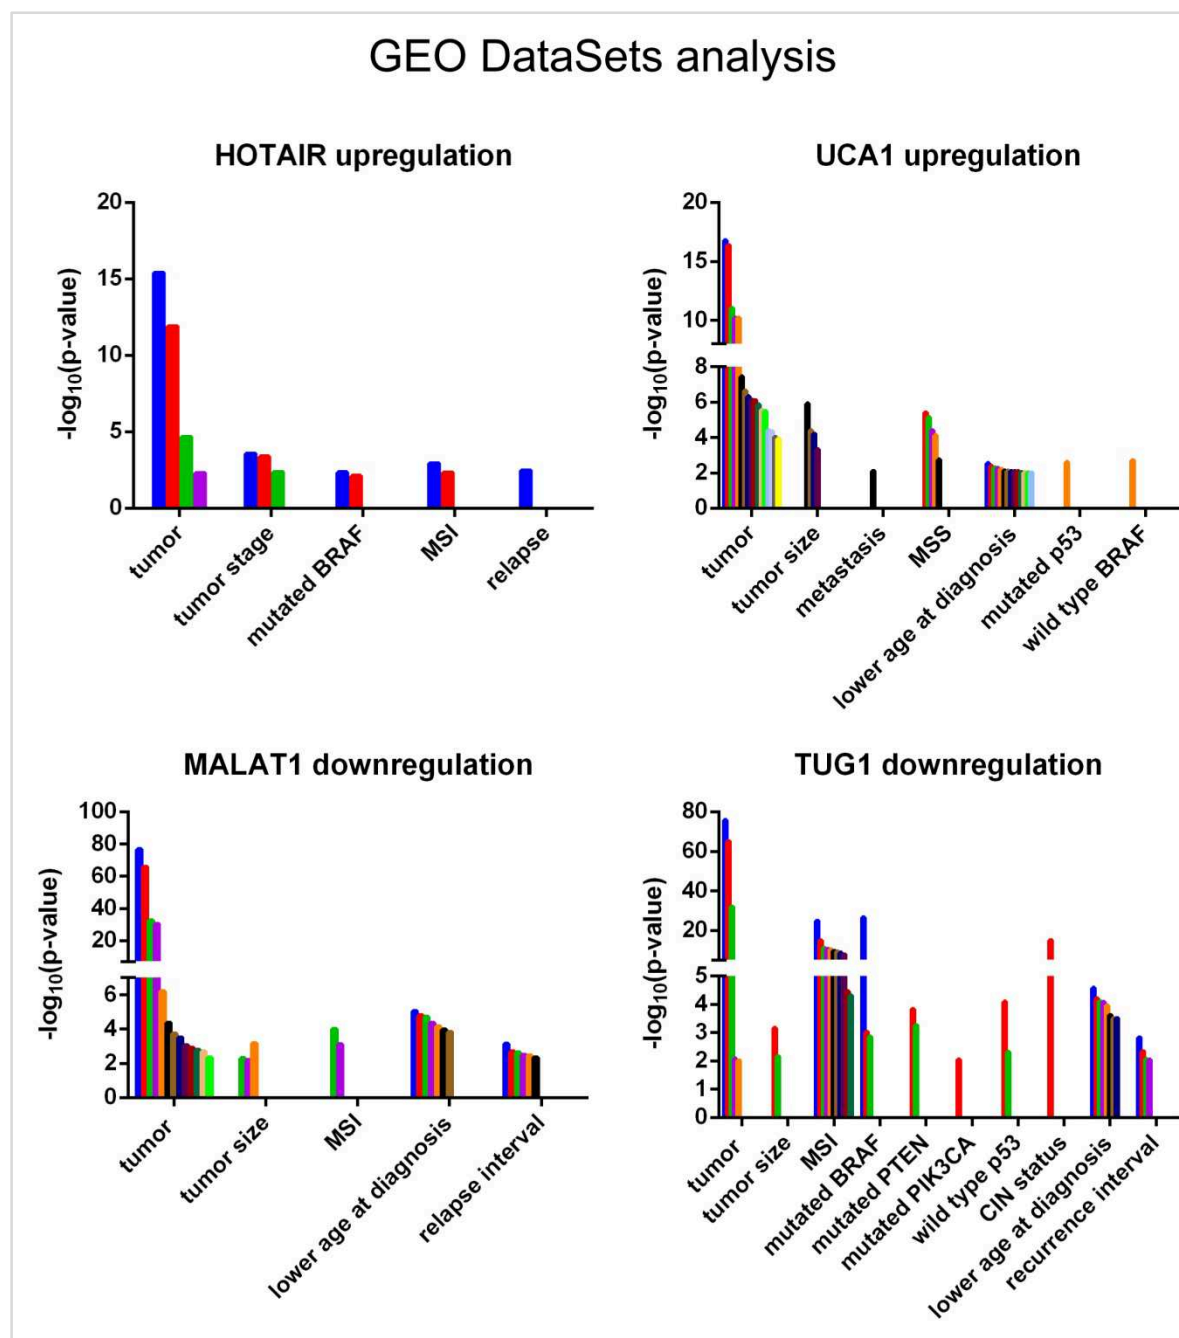 GEO DataSets analysis
HOTAIR upregulation
-log10(p-value)
20
15
10
5
0
tumor
tumor stage
mutated BRAF
MSI
relapse
UCA1 upregulation
-log10(p-value)
20
15
10
8
6
4
2
0
tumor
tumor size
metastasis
MSS
lower age at diagnosis
mutated p53
wild type BRAF
MALAT1 downregulation
-log10(p-value)
100
80
60
40
20
6
4
2
0
tumor
tumor size
MSI
lower age at diagnosis
relapse interval
TUG1 downregulation
-log10(p-value)
80
60
40
20
5
4
3
2
1
0
tumor
tumor size
MSI
mutated BRAF
mutated PTEN
mutated PIK3CA
wild type p53
CIN status
lower age at diagnosis
recurrence interval